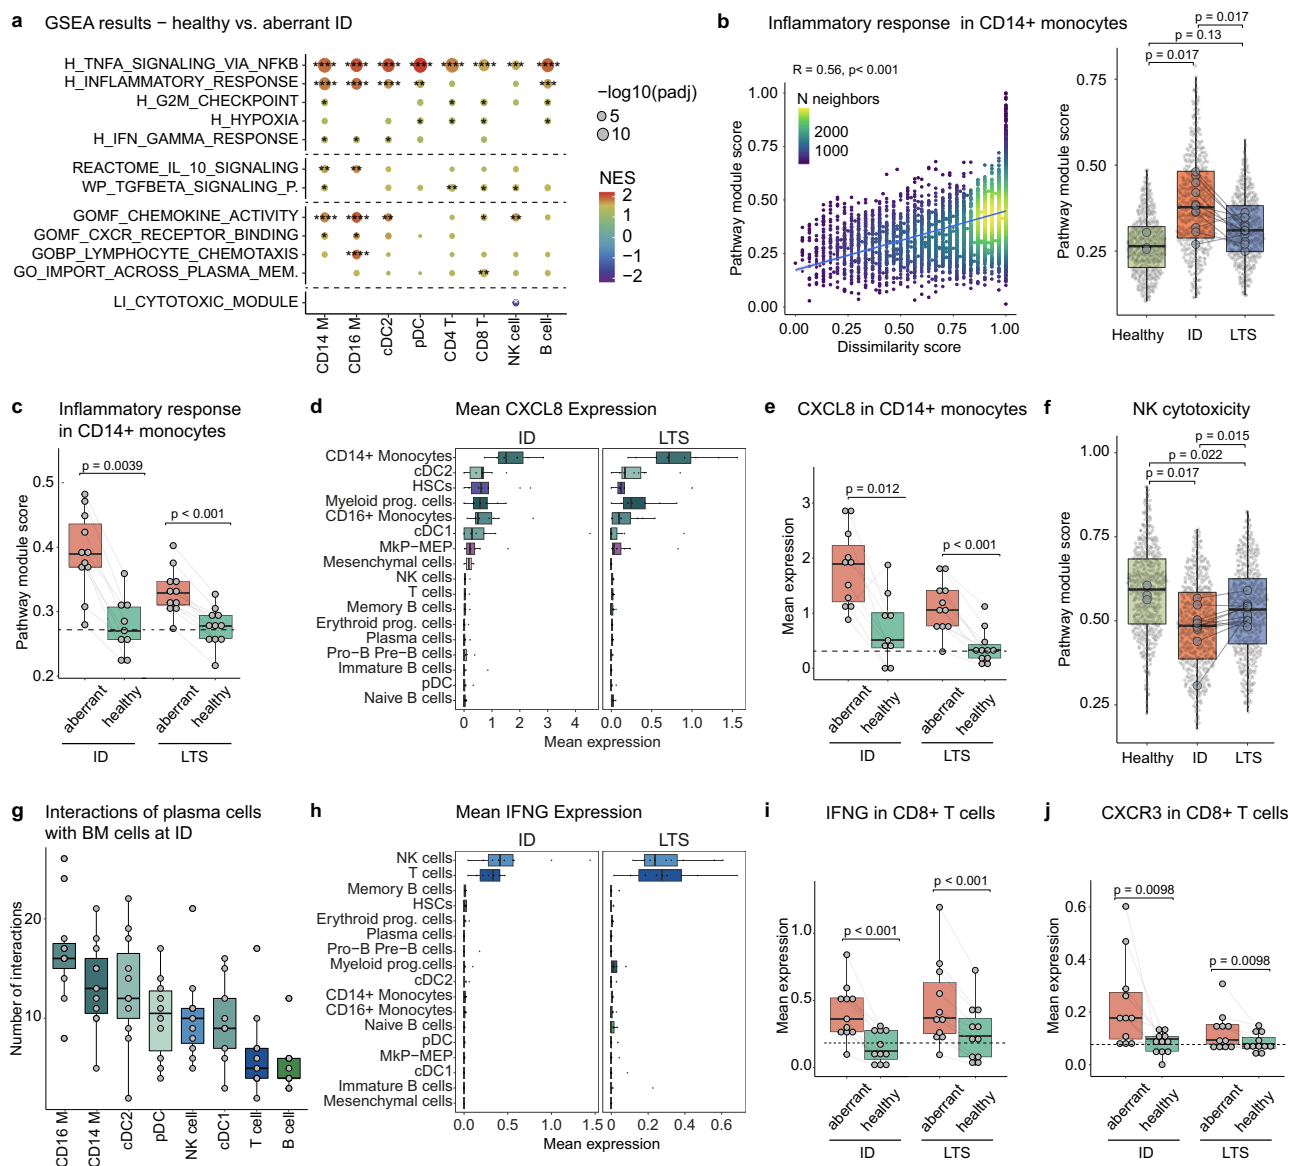 a GSEA results − healthy vs. aberrant ID
H_TNFA_SIGNALING_VIA_NFKB
H_INFLAMMATORY_RESPONSE
H_G2M_CHECKPOINT
H_HYPOXIA
H_IFN_GAMMA_RESPONSE
REACTOME_IL_10_SIGNALING
WP_TGFBETA_SIGNALING_P.
GOMF_CHEMOKINE_ACTIVITY
GOMF_CXCR_RECEPTOR_BINDING
GOBP_LYMPHOCYTE_CHEMOTAXIS
GO_IMPORT_ACROSS_PLASMA_MEM.
LI_CYTOTOXIC_MODULE
CD14 M
CD16 M
cDC2
pDC
CD4 T
CD8 T
NK cell
B cell
−log10(padj)
5
10
NES
2
1
0
−1
−2
b Inflammatory response in CD14+ monocytes
R = 0.56, p< 0.001
N neighbors
2000
1000
Pathway module score
1.00
0.75
0.50
0.25
0.00
0.00 0.25 0.50 0.75 1.00
Dissimilarity score
p = 0.017
p = 0.13
p = 0.017
Pathway module score
0.75
0.50
0.25
Healthy ID LTS
c Inflammatory response
in CD14+ monocytes
p = 0.0039
p < 0.001
Pathway module score
0.5
0.4
0.3
0.2
aberrant healthy aberrant healthy
ID LTS
d Mean CXCL8 Expression
ID LTS
CD14+ Monocytes
cDC2
HSCs
Myeloid prog. cells
CD16+ Monocytes
cDC1
MkP−MEP
Mesenchymal cells
NK cells
T cells
Memory B cells
Erythroid prog. cells
Plasma cells
Pro−B Pre−B cells
Immature B cells
pDC
Naive B cells
0 1 2 3 4 0.0 0.5 1.0 1.5
Mean expression
e CXCL8 in CD14+ monocytes
p = 0.012
p < 0.001
Mean expression
3
2
1
0
aberrant healthy aberrant healthy
ID LTS
f NK cytotoxicity
p = 0.015
p = 0.022
p = 0.017
Pathway module score
1.00
0.75
0.50
0.25
Healthy ID LTS
g Interactions of plasma cells
with BM cells at ID
Number of interactions
20
10
CD16 M
CD14 M
cDC2
pDC
NK cell
cDC1
T cell
B cell
h Mean IFNG Expression
ID LTS
NK cells
T cells
Memory B cells
HSCs
Erythroid prog. cells
Plasma cells
Pro−B Pre−B cells
Myeloid prog.cells
cDC2
CD14+ Monocytes
CD16+ Monocytes
Naive B cells
pDC
MkP−MEP
cDC1
Immature B cells
Mesenchymal cells
0.0 0.5 1.0 1.5 0.0 0.2 0.4 0.6
Mean expression
i IFNG in CD8+ T cells
p < 0.001
p < 0.001
Mean expression
1.0
0.5
0.0
aberrant healthy aberrant healthy
ID LTS
j CXCR3 in CD8+ T cells
p = 0.0098
p = 0.0098
Mean expression
0.6
0.4
0.2
0.0
aberrant healthy aberrant healthy
ID LTS